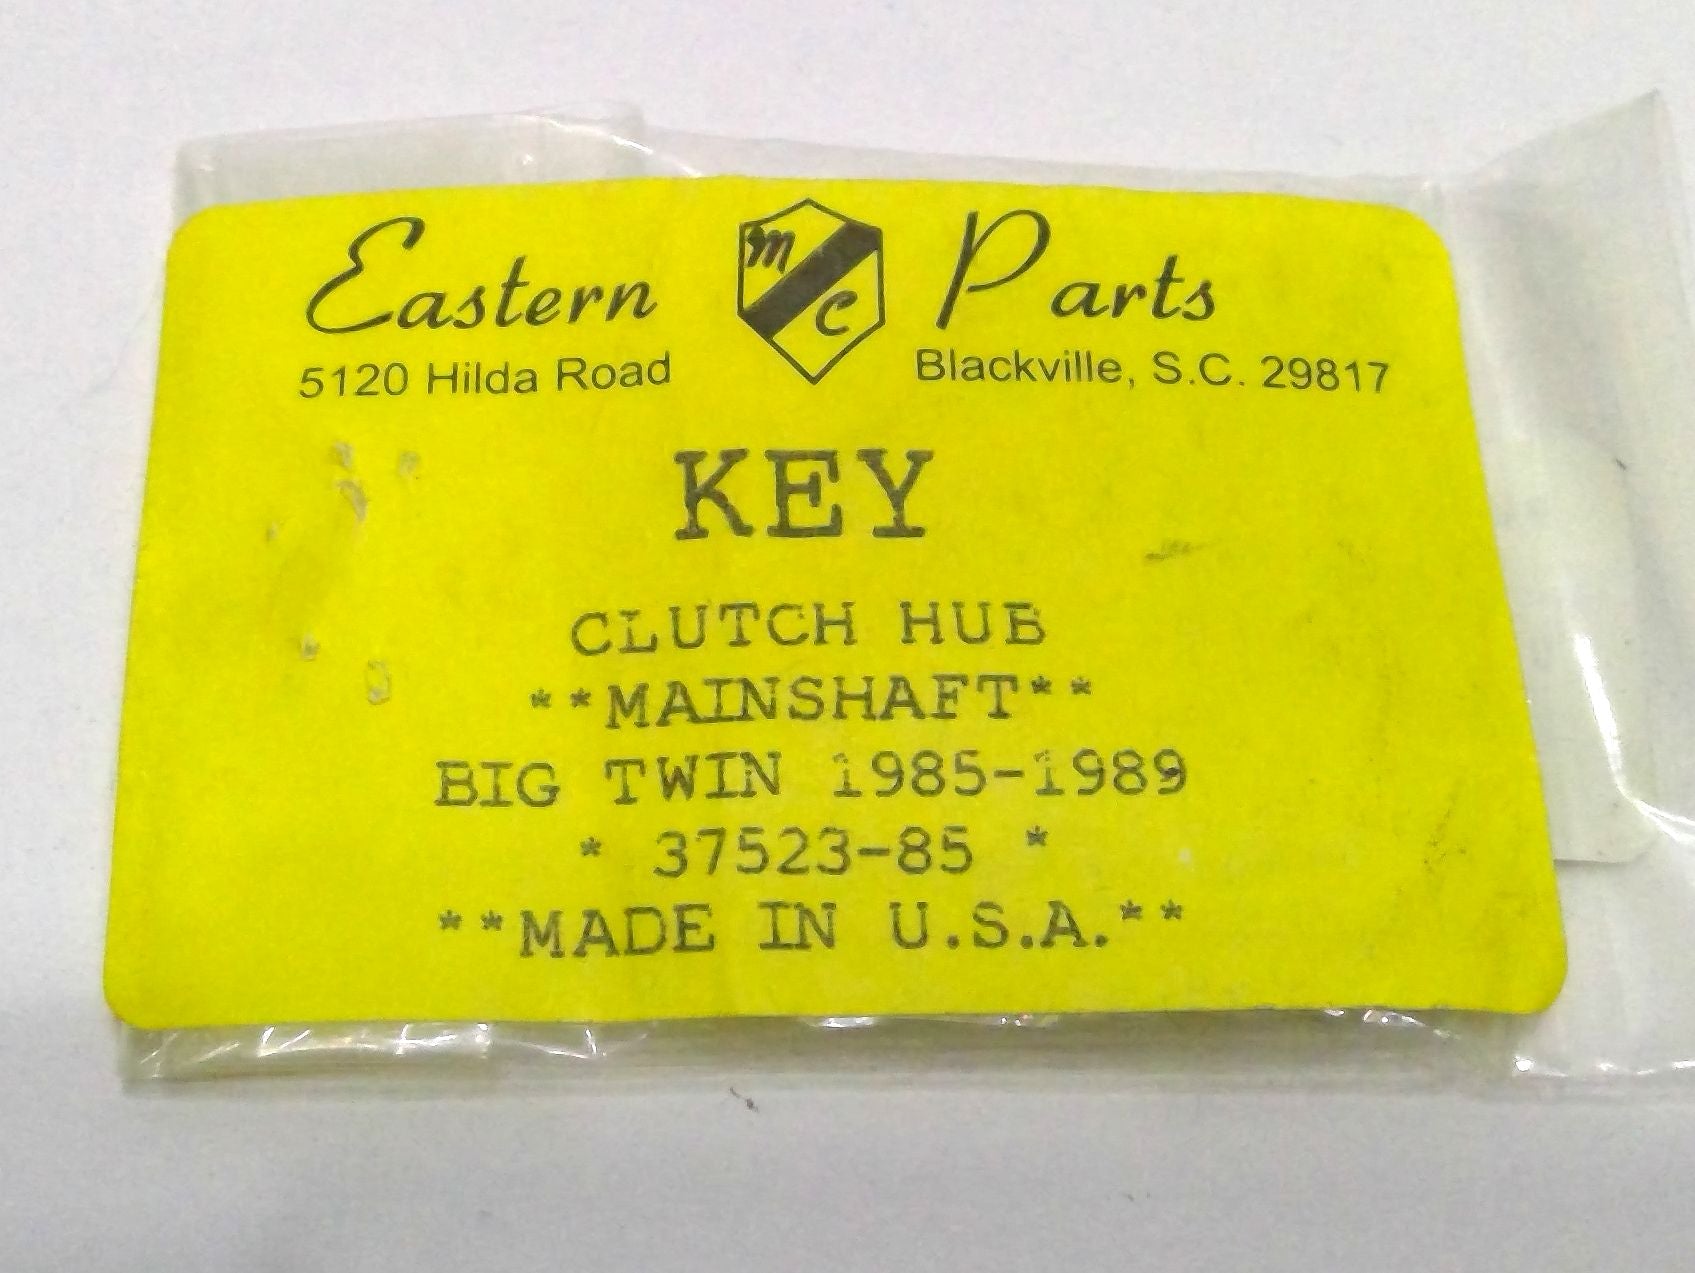 Eastern mc Parts
5120 Hilda Road Blackville, S.C. 29817
KEY
CLUTCH HUB
**MAINSHAFT**
BIG TWIN 1985-1989
* 37523-85 *
**MADE IN U.S.A.**